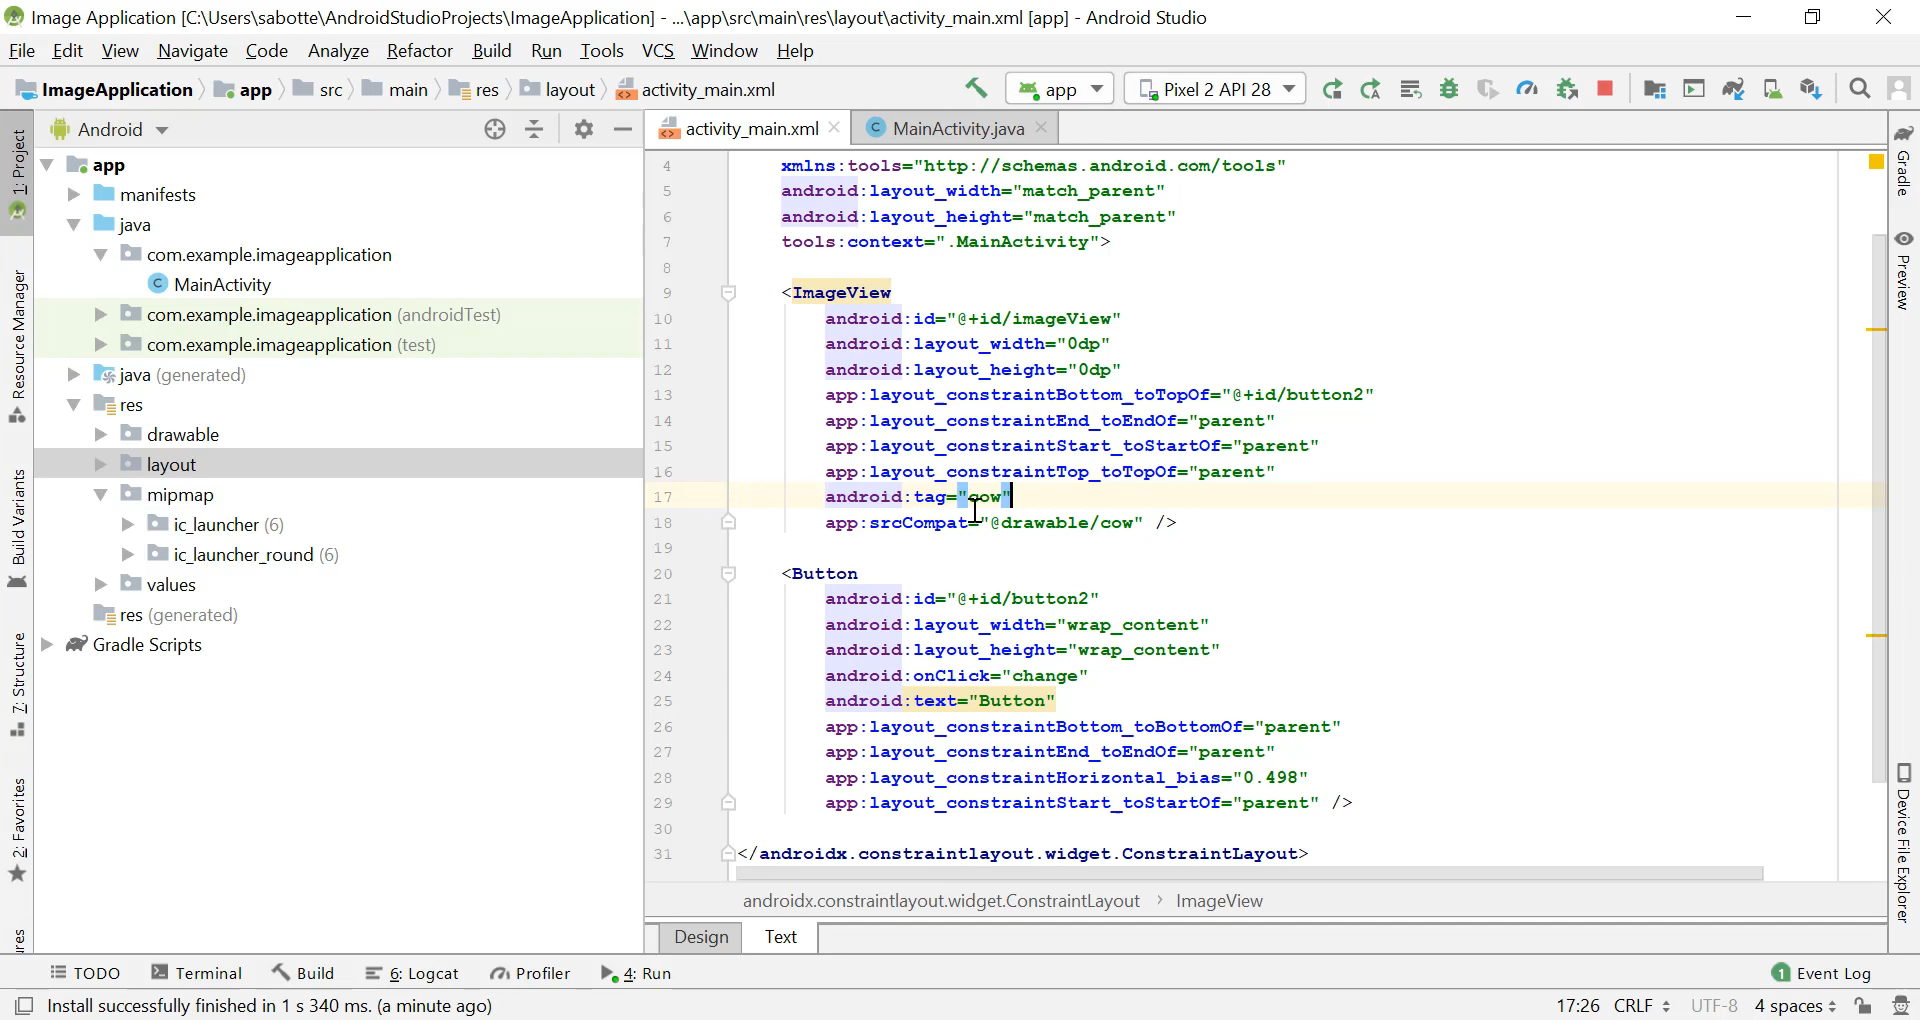 Image Application [C:\Users\sabotte\AndroidStudioProjects\ImageApplication] - ...\app\src\main\res\layout\activity_main.xml [app] - Android Studio
File Edit View Navigate Code Analyze Refactor Build Run Tools VCS Window Help
ImageApplication app src main res layout activity_main.xml app Pixel 2 API 28
Android
activity_main.xml MainActivity.java
1: Project
Resource Manager
Build Variants
7: Structure
2: Favorites
app
manifests
java
com.example.imageapplication
C MainActivity
com.example.imageapplication (androidTest)
com.example.imageapplication (test)
java (generated)
res
drawable
layout
mipmap
ic_launcher (6)
ic_launcher_round (6)
values
res (generated)
Gradle Scripts
4 xmlns:tools="http://schemas.android.com/tools"
5 android:layout_width="match_parent"
6 android:layout_height="match_parent"
7 tools:context=".MainActivity">
8
9 <ImageView
10 android:id="@+id/imageView"
11 android:layout_width="0dp"
12 android:layout_height="0dp"
13 app:layout_constraintBottom_toTopOf="@+id/button2"
14 app:layout_constraintEnd_toEndOf="parent"
15 app:layout_constraintStart_toStartOf="parent"
16 app:layout_constraintTop_toTopOf="parent"
17 android:tag="cow"
18 app:srcCompat="@drawable/cow" />
19
20 <Button
21 android:id="@+id/button2"
22 android:layout_width="wrap_content"
23 android:layout_height="wrap_content"
24 android:onClick="change"
25 android:text="Button"
26 app:layout_constraintBottom_toBottomOf="parent"
27 app:layout_constraintEnd_toEndOf="parent"
28 app:layout_constraintHorizontal_bias="0.498"
29 app:layout_constraintStart_toStartOf="parent" />
30
31 </androidx.constraintlayout.widget.ConstraintLayout>
androidx.constraintlayout.widget.ConstraintLayout › ImageView
Design Text
Gradle
Preview
Device File Explorer
TODO Terminal Build 6: Logcat Profiler 4: Run 1 Event Log
Install successfully finished in 1 s 340 ms. (a minute ago) 17:26 CRLF UTF-8 4 spaces